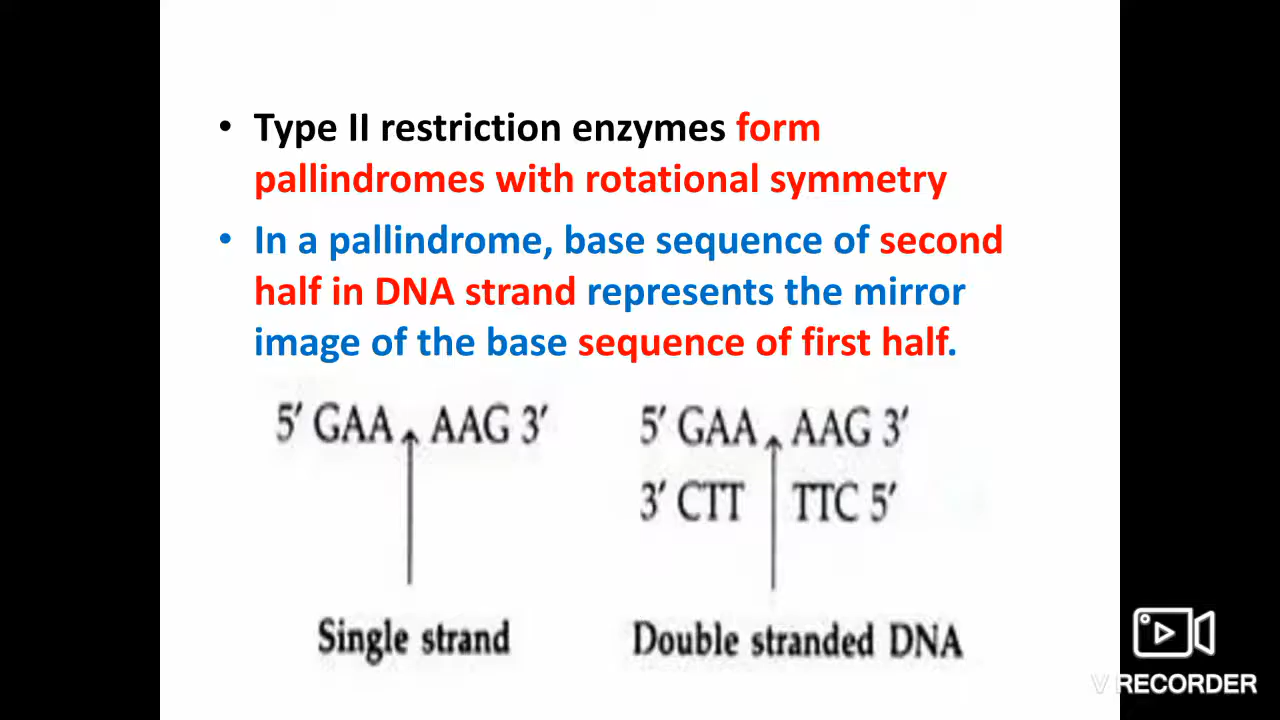 • Type II restriction enzymes form
pallindromes with rotational symmetry
• In a pallindrome, base sequence of second
half in DNA strand represents the mirror
image of the base sequence of first half.
5′ GAA AAG 3′
Single strand
5′ GAA AAG 3′
3′ CTT TTC 5′
Double stranded DNA
V RECORDER